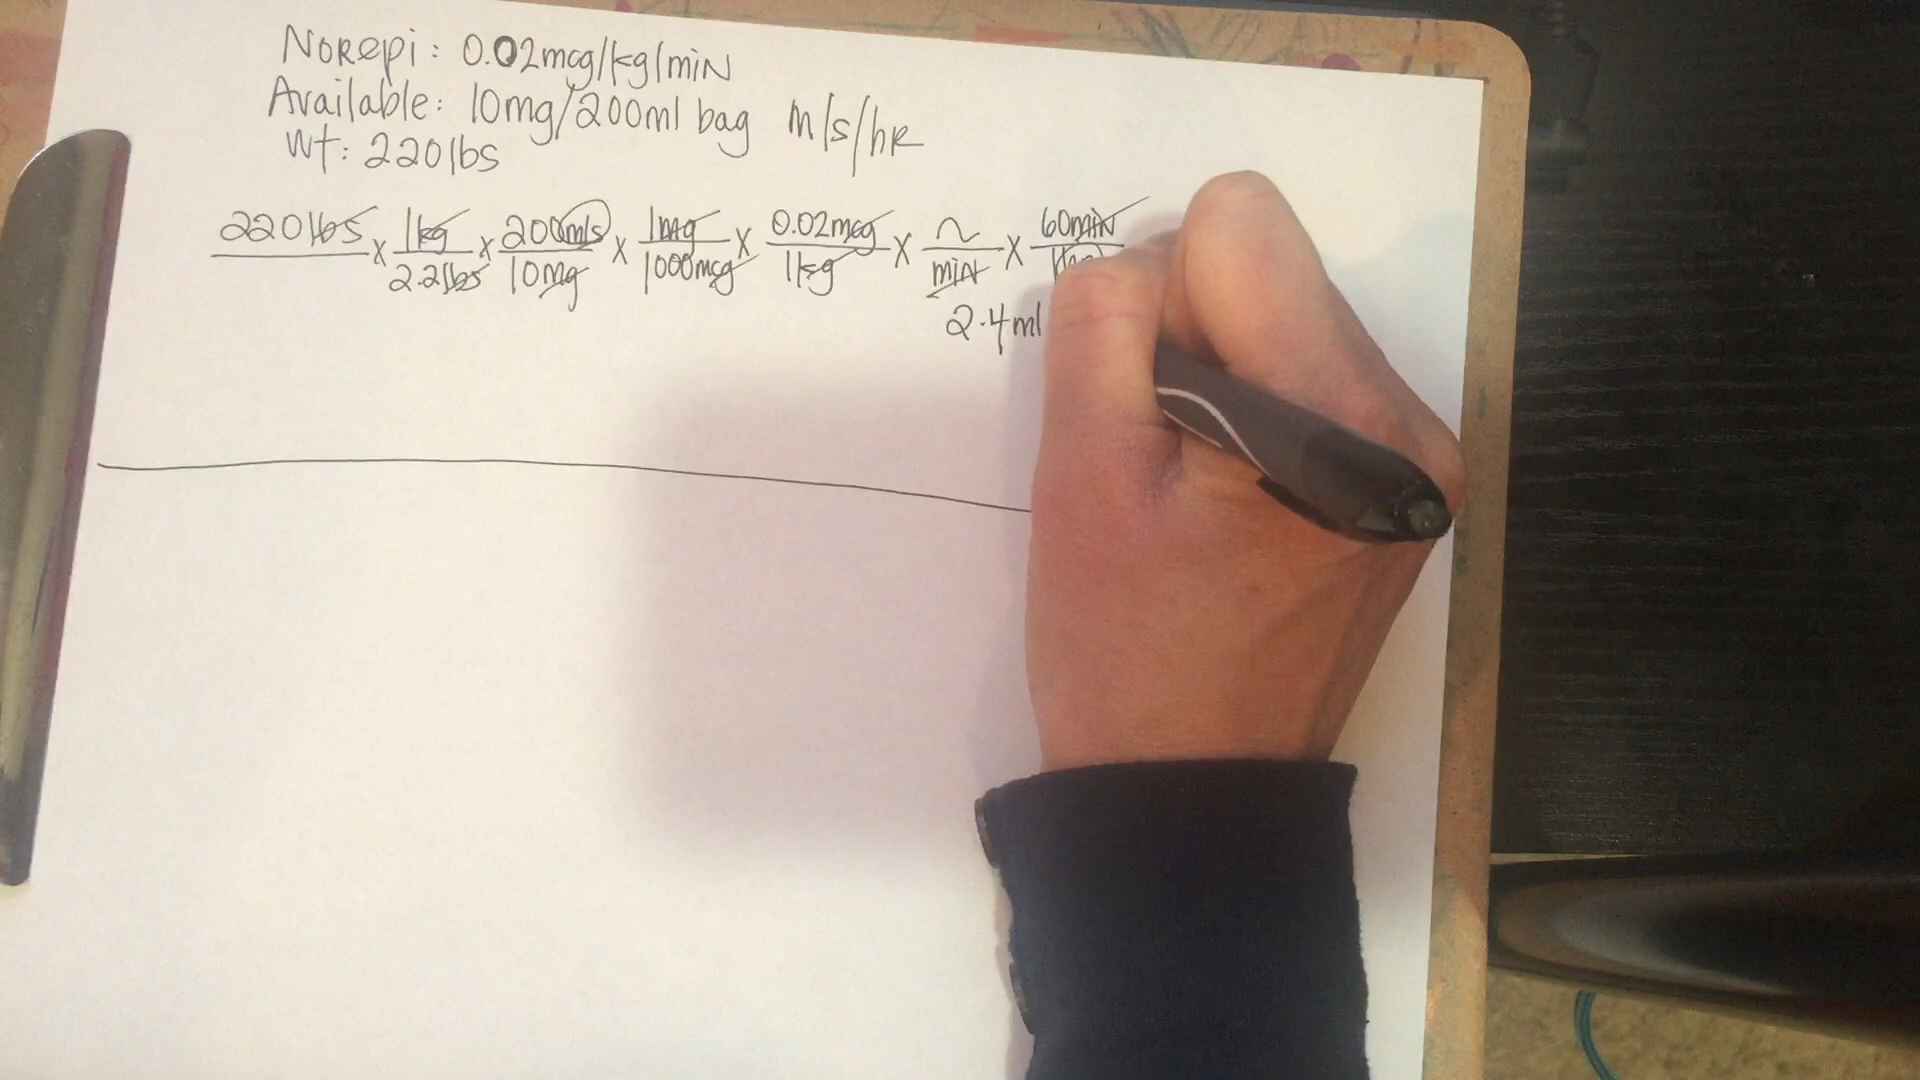 Norepi: 0.02mcg/kg/min
Available: 10mg/200ml bag mls/hr
Wt: 220lbs
220lbs x 1kg/2.2lbs x 200mls/10mg x 1mg/1000mcg x 0.02mcg/1kg x ~/min x 60min
2.4ml